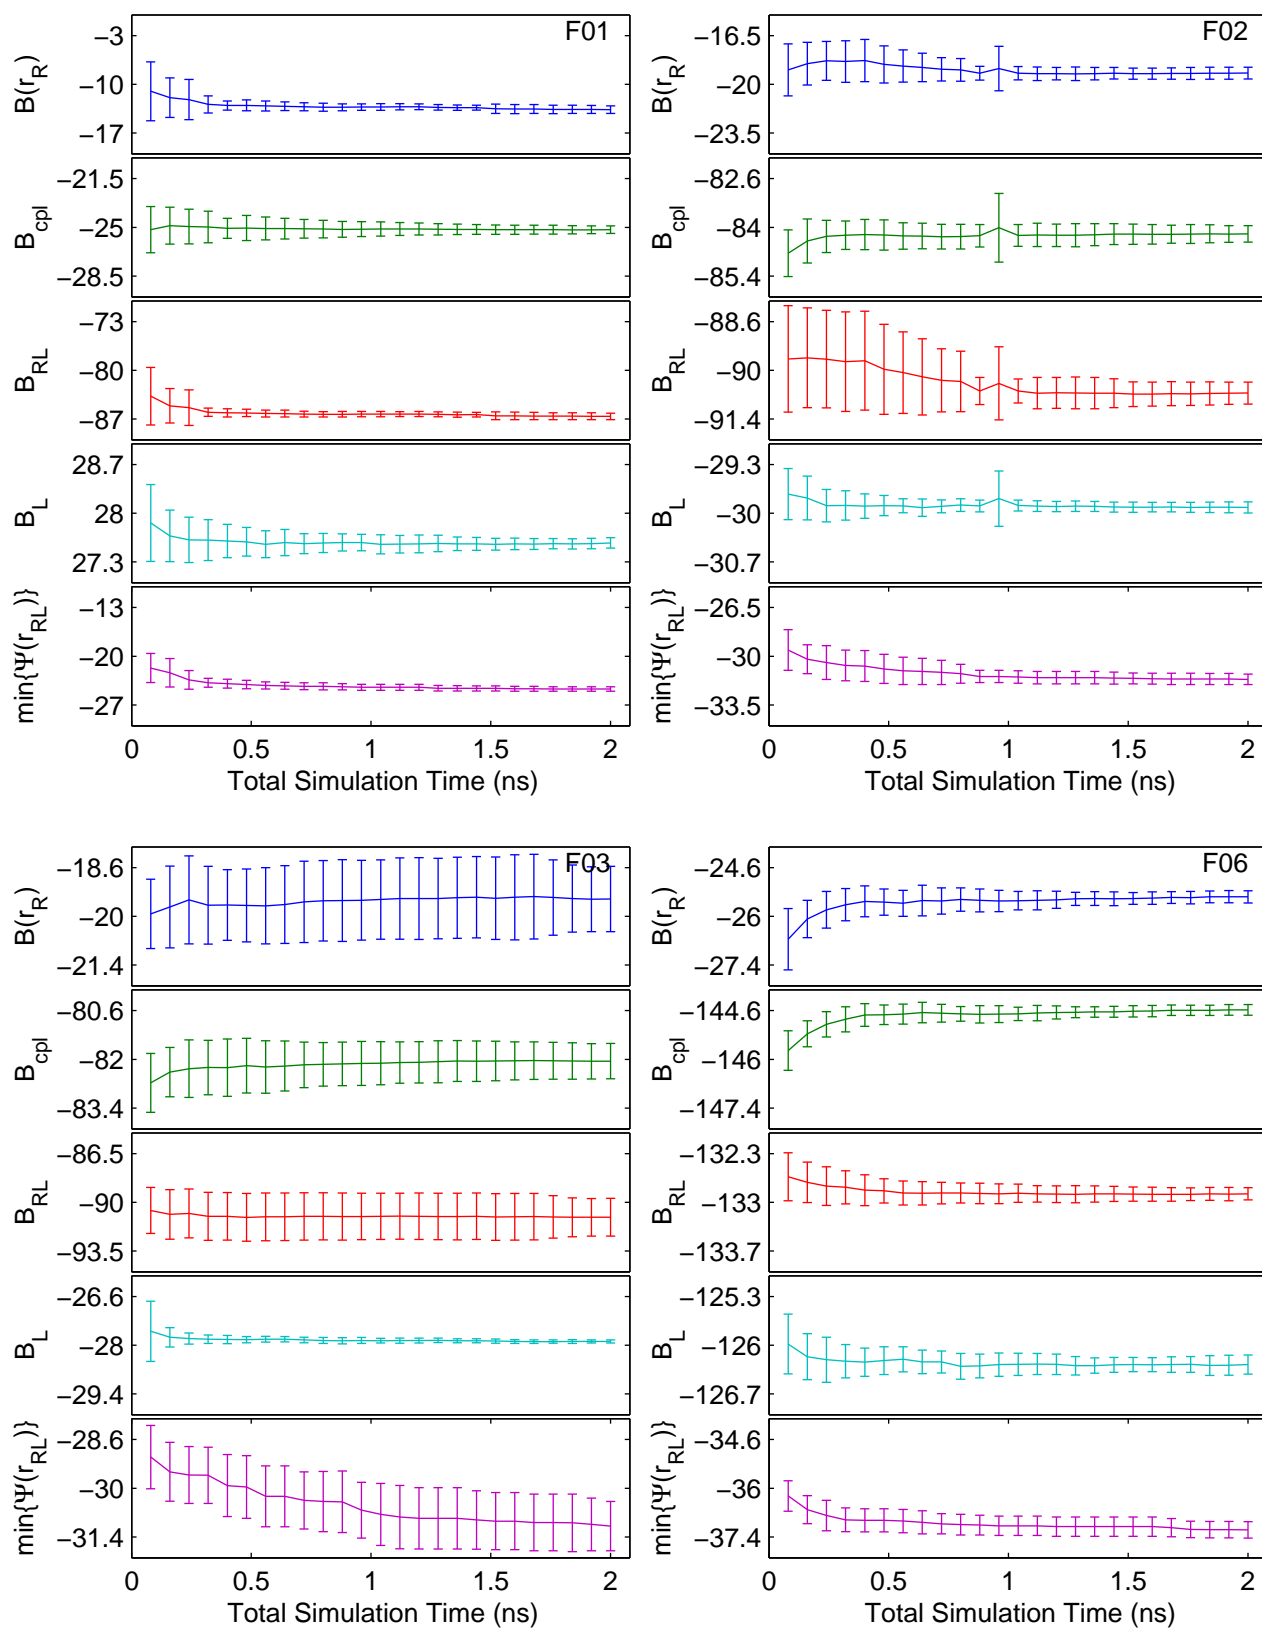 F01
B(r_R)
−3
−10
−17
B_cpl
−21.5
−25
−28.5
B_RL
−73
−80
−87
B_L
28.7
28
27.3
min{Ψ(r_RL)}
−13
−20
−27
0 0.5 1 1.5 2
Total Simulation Time (ns)
F02
B(r_R)
−16.5
−20
−23.5
B_cpl
−82.6
−84
−85.4
B_RL
−88.6
−90
−91.4
B_L
−29.3
−30
−30.7
min{Ψ(r_RL)}
−26.5
−30
−33.5
0 0.5 1 1.5 2
Total Simulation Time (ns)
F03
B(r_R)
−18.6
−20
−21.4
B_cpl
−80.6
−82
−83.4
B_RL
−86.5
−90
−93.5
B_L
−26.6
−28
−29.4
min{Ψ(r_RL)}
−28.6
−30
−31.4
0 0.5 1 1.5 2
Total Simulation Time (ns)
F06
B(r_R)
−24.6
−26
−27.4
B_cpl
−144.6
−146
−147.4
B_RL
−132.3
−133
−133.7
B_L
−125.3
−126
−126.7
min{Ψ(r_RL)}
−34.6
−36
−37.4
0 0.5 1 1.5 2
Total Simulation Time (ns)